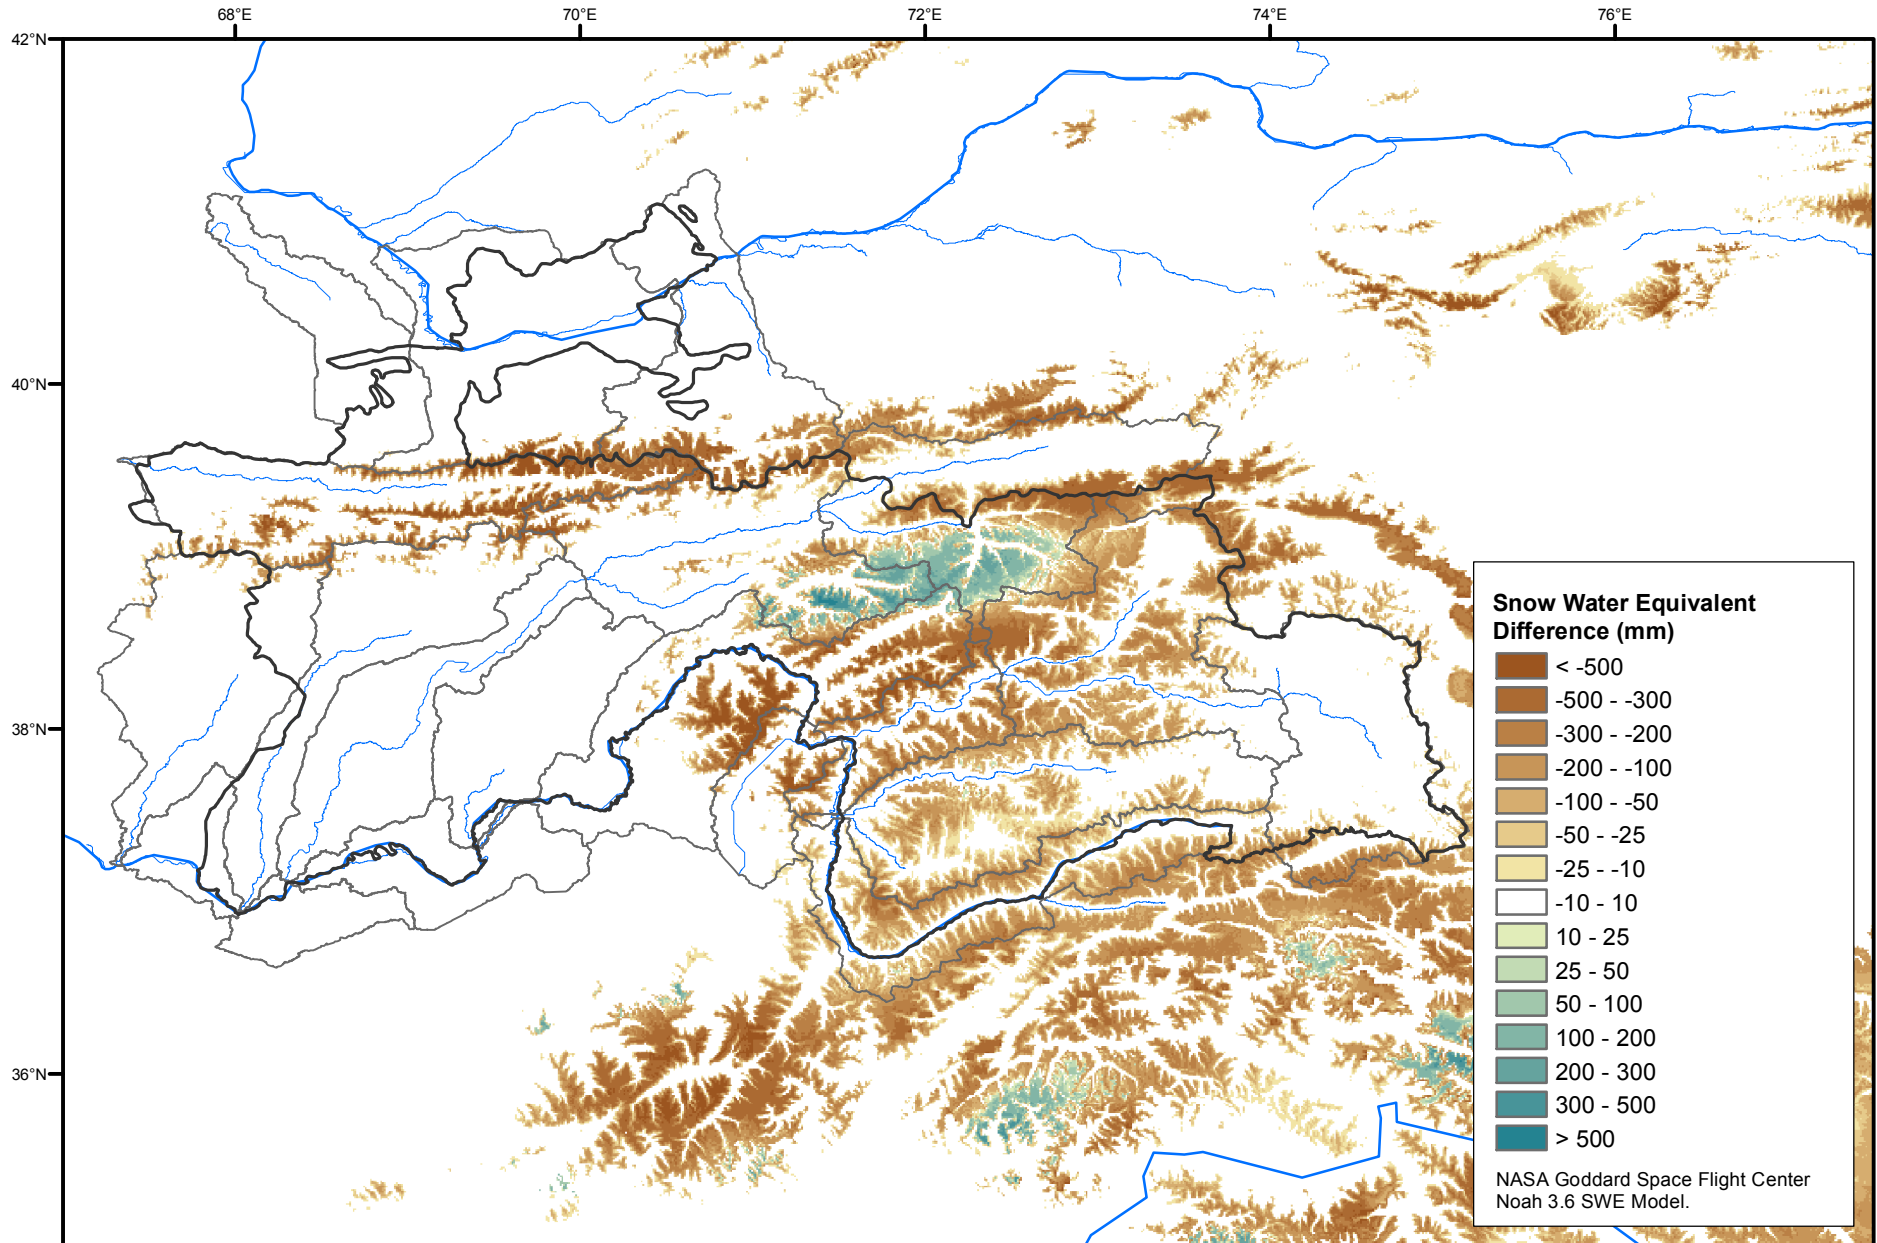 68°E 70°E 72°E 74°E 76°E
42°N
40°N
38°N
36°N
Snow Water Equivalent
Difference (mm)
< -500
-500 - -300
-300 - -200
-200 - -100
-100 - -50
-50 - -25
-25 - -10
-10 - 10
10 - 25
25 - 50
50 - 100
100 - 200
200 - 300
300 - 500
> 500
NASA Goddard Space Flight Center
Noah 3.6 SWE Model.